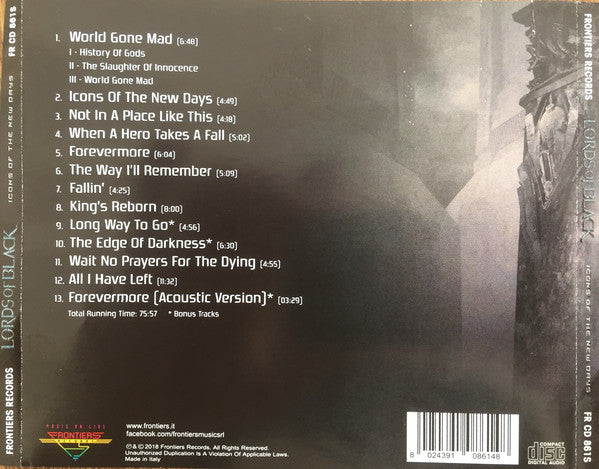 FR CD 861S
ICONS OF THE NEW DAYS
LORDS OF BLACK
FRONTIERS RECORDS
1. World Gone Mad (6:48)
I - History Of Gods
II - The Slaughter Of Innocence
III - World Gone Mad
2. Icons Of The New Days (4:49)
3. Not In A Place Like This (4:18)
4. When A Hero Takes A Fall (5:02)
5. Forevermore (6:04)
6. The Way I'll Remember (5:09)
7. Fallin' (4:25)
8. King's Reborn (8:00)
9. Long Way To Go* (4:56)
10. The Edge Of Darkness* (6:30)
11. Wait No Prayers For The Dying (4:55)
12. All I Have Left (11:32)
13. Forevermore (Acoustic Version)* (03:29)
Total Running Time: 75:57 * Bonus Tracks
MUSIC ON LINE
FRONTIERS
RECORDS
www.frontiers.it
facebook.com/frontiersmusicsrl
℗ & © 2018 Frontiers Records. All Rights Reserved.
Unauthorized Duplication Is A Violation Of Applicable Laws.
Made in Italy
8 024391 086148
COMPACT
disc
DIGITAL AUDIO
FRONTIERS RECORDS
LORDS OF BLACK
ICONS OF THE NEW DAYS
FR CD 861S